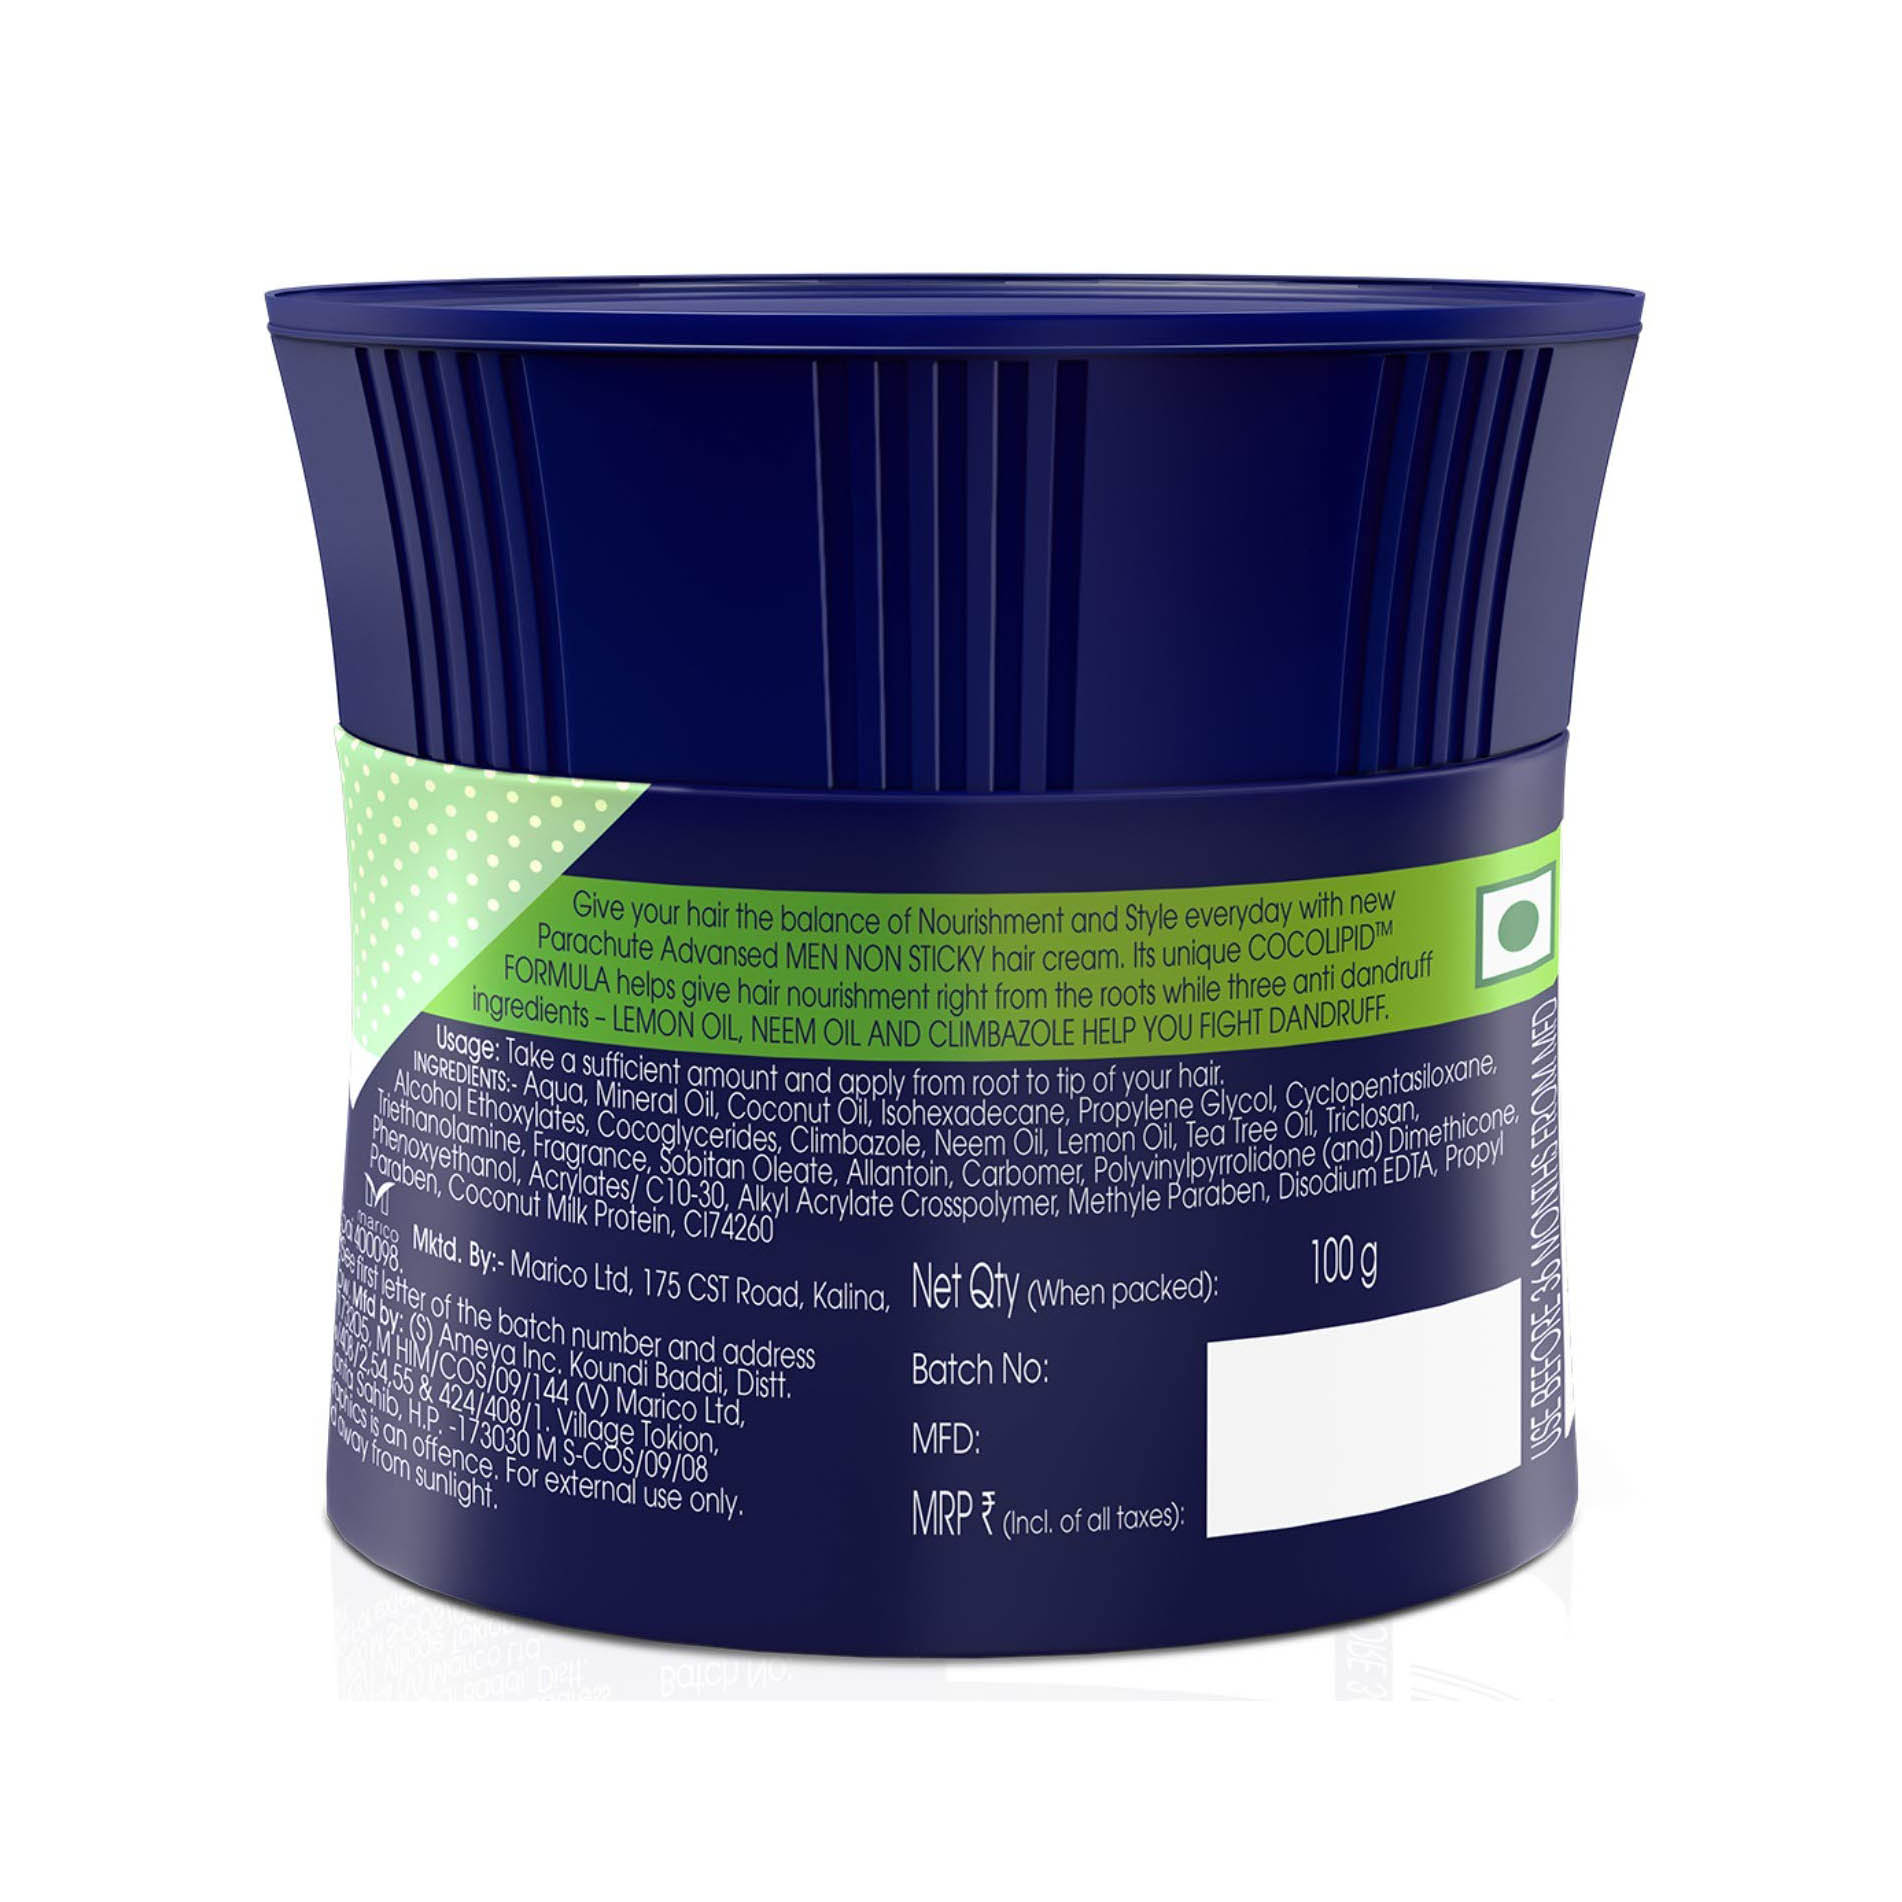 Give your hair the balance of Nourishment and Style everyday with new
Parachute Advansed MEN NON STICKY hair cream. Its unique COCOLIPID™
FORMULA helps give hair nourishment right from the roots while three anti dandruff
ingredients – LEMON OIL, NEEM OIL AND CLIMBAZOLE HELP YOU FIGHT DANDRUFF.
Usage: Take a sufficient amount and apply from root to tip of your hair.
INGREDIENTS:- Aqua, Mineral Oil, Coconut Oil, Isohexadecane, Propylene Glycol, Cyclopentasiloxane,
Alcohol Ethoxylates, Cocoglycerides, Climbazole, Neem Oil, Lemon Oil, Tea Tree Oil, Triclosan,
Triethanolamine, Fragrance, Sobitan Oleate, Allantoin, Carbomer, Polyvinylpyrrolidone (and) Dimethicone,
Phenoxyethanol, Acrylates/ C10-30, Alkyl Acrylate Crosspolymer, Methyle Paraben, Disodium EDTA, Propyl
Paraben, Coconut Milk Protein, CI74260
marico
Mktd. By:- Marico Ltd, 175 CST Road, Kalina,
400098.
See first letter of the batch number and address
Mfd by: (S) Ameya Inc. Koundi Baddi, Distt.
173205, M HIM/COS/09/144 (V) Marico Ltd,
54,55 & 424/408/1. Village Tokion,
Sahib, H.P. -173030 M S-COS/09/08
is an offence. For external use only.
away from sunlight.
Net Qty (When packed): 100 g
Batch No:
MFD:
MRP ₹ (Incl. of all taxes):
USE BEFORE 36 MONTHS FROM MFD